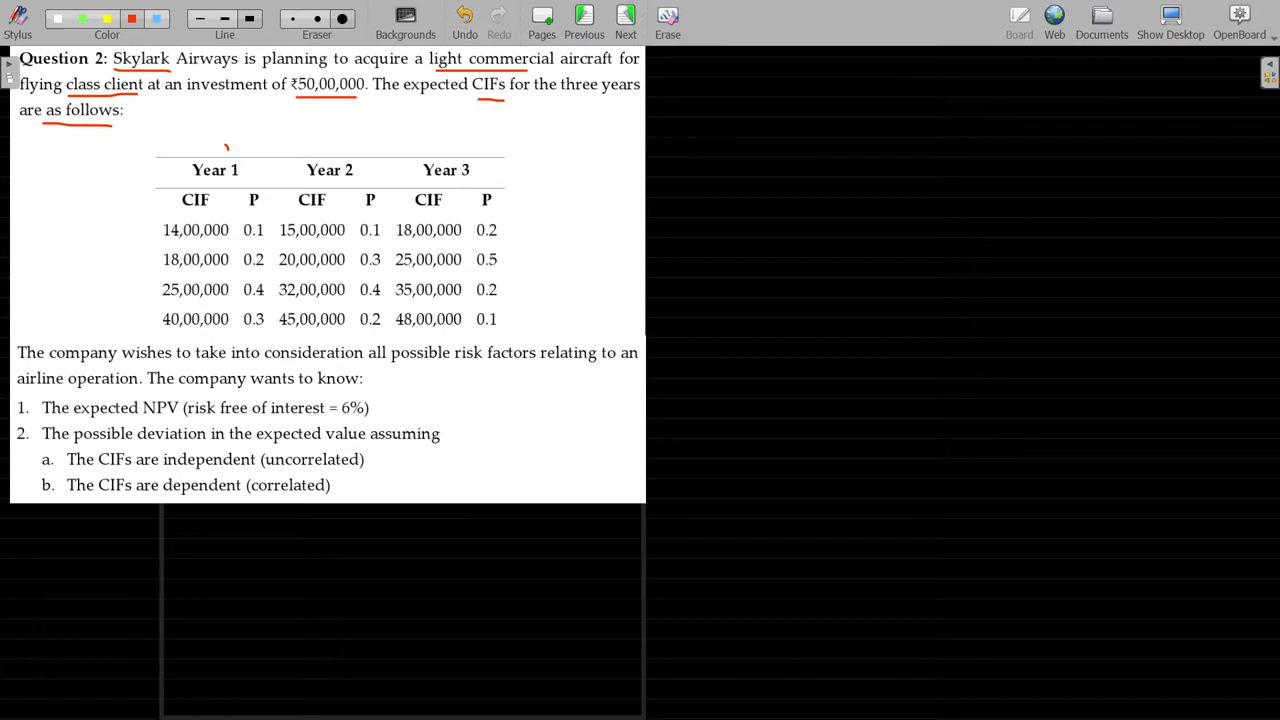 Stylus Color Line Eraser Backgrounds Undo Redo Pages Previous Next Erase Board Web Documents Show Desktop OpenBoard
Question 2: Skylark Airways is planning to acquire a light commercial aircraft for
flying class client at an investment of ₹50,00,000. The expected CIFs for the three years
are as follows:
Year 1 Year 2 Year 3
CIF P CIF P CIF P
14,00,000 0.1 15,00,000 0.1 18,00,000 0.2
18,00,000 0.2 20,00,000 0.3 25,00,000 0.5
25,00,000 0.4 32,00,000 0.4 35,00,000 0.2
40,00,000 0.3 45,00,000 0.2 48,00,000 0.1
The company wishes to take into consideration all possible risk factors relating to an
airline operation. The company wants to know:
1. The expected NPV (risk free of interest = 6%)
2. The possible deviation in the expected value assuming
a. The CIFs are independent (uncorrelated)
b. The CIFs are dependent (correlated)